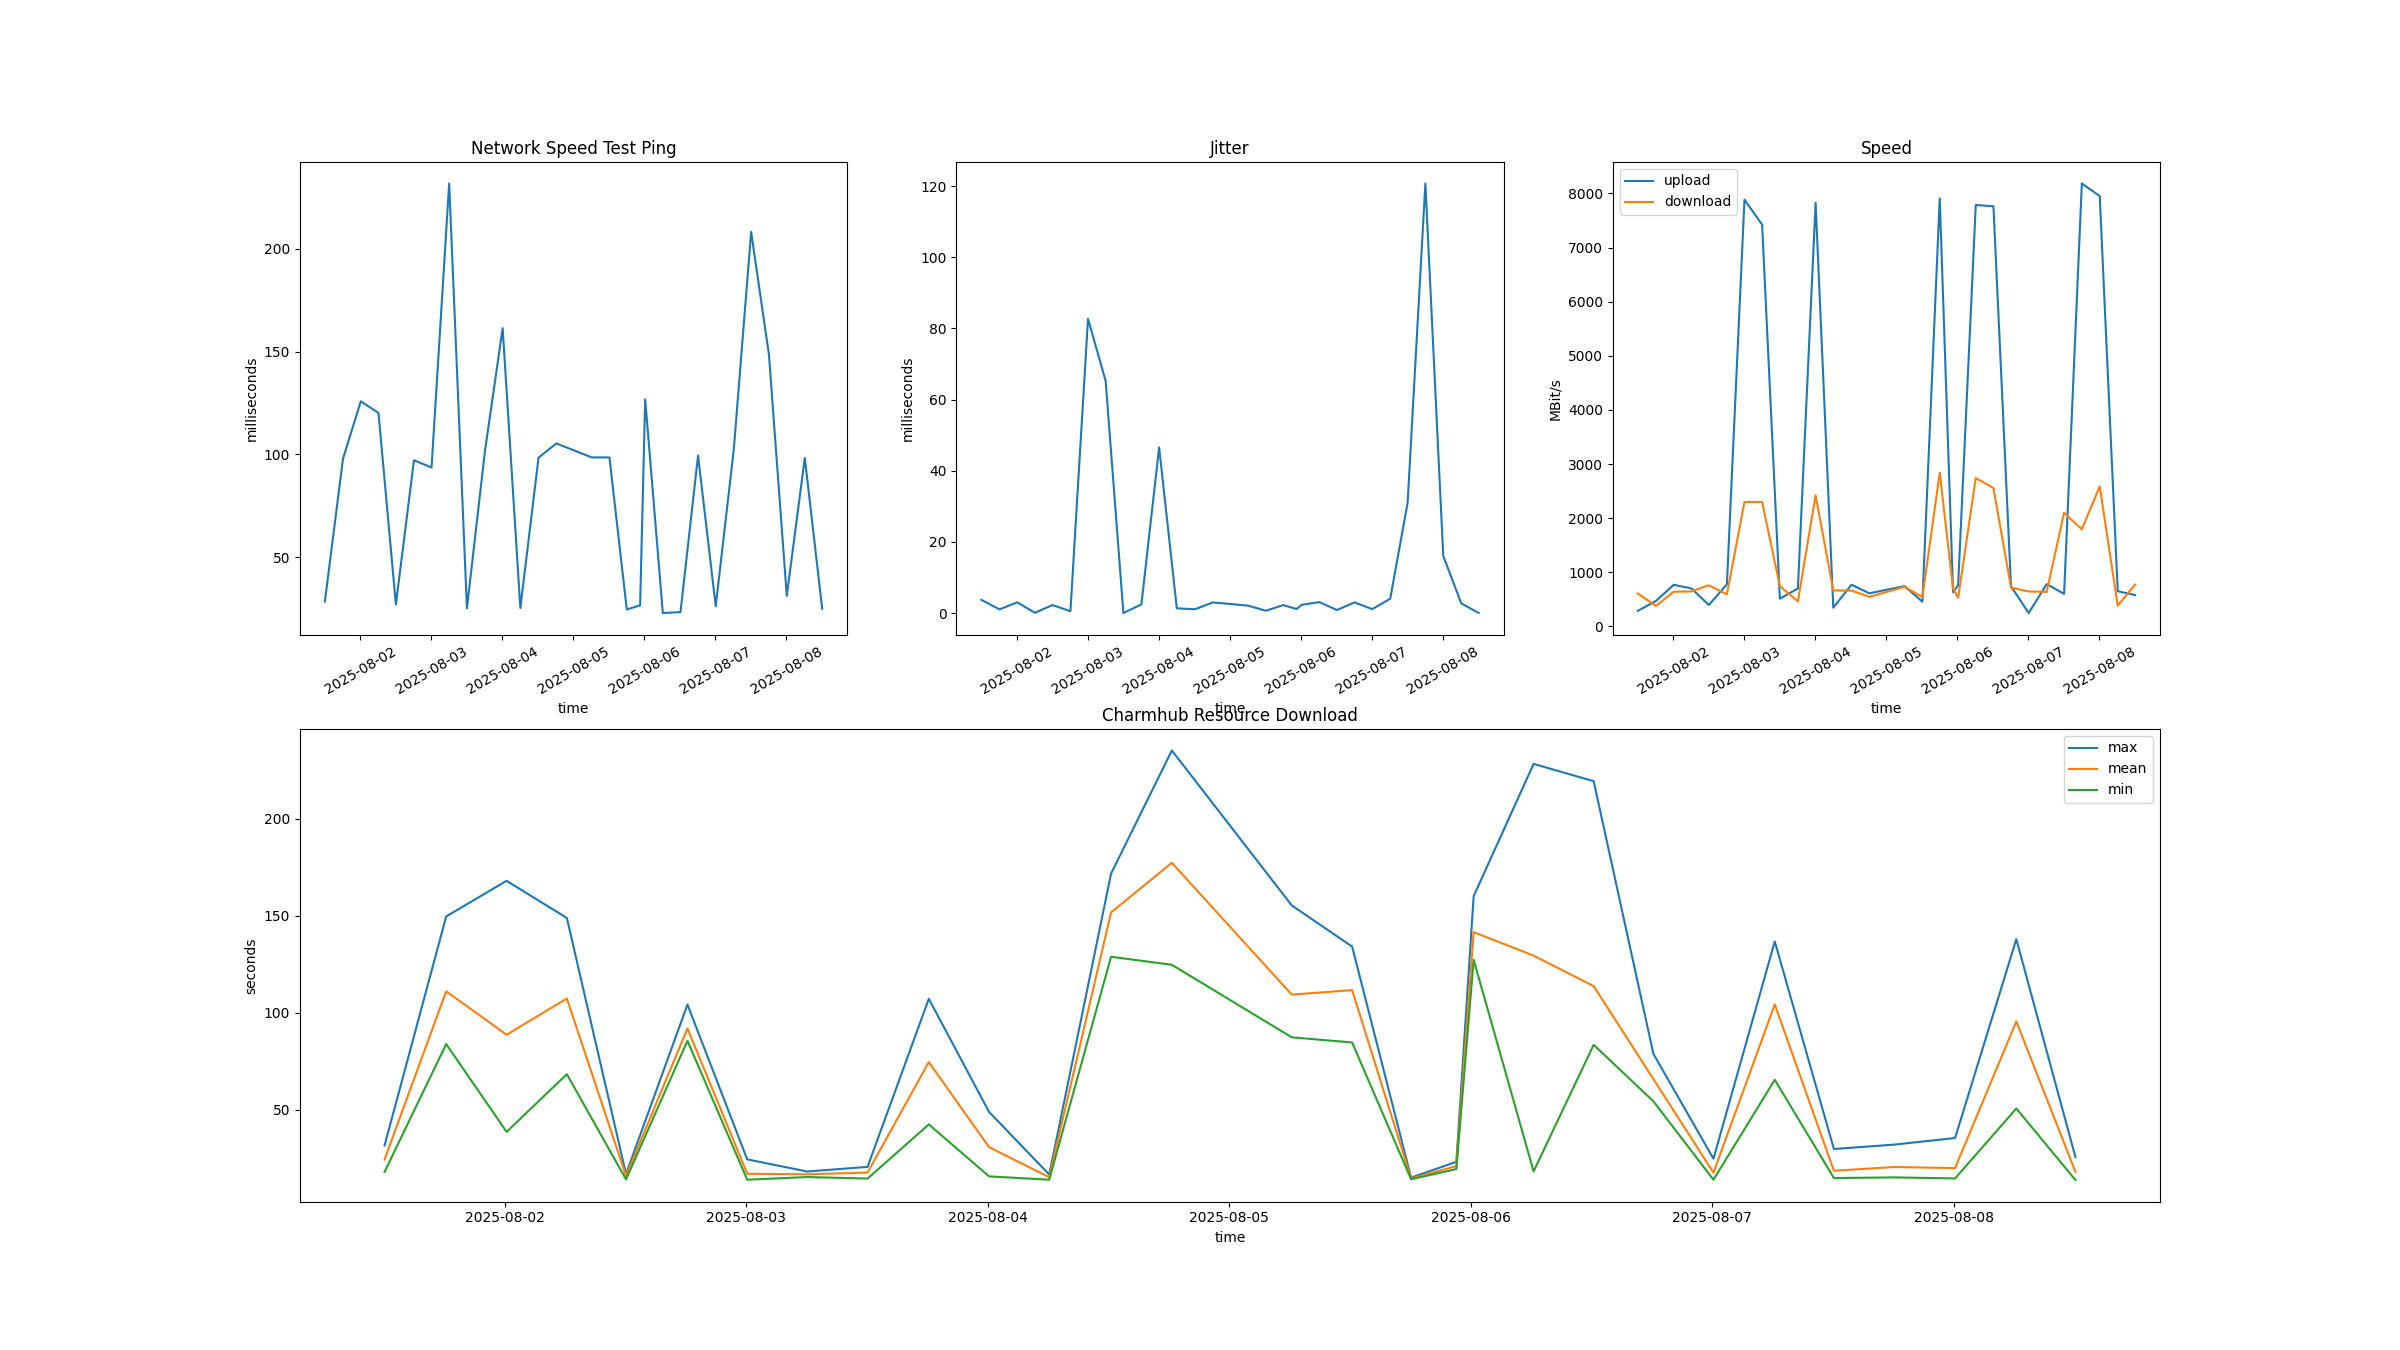 Network Speed Test Ping
milliseconds
200
150
100
50
2025-08-02 2025-08-03 2025-08-04 2025-08-05 2025-08-06 2025-08-07 2025-08-08
time
Jitter
milliseconds
120
100
80
60
40
20
0
2025-08-02 2025-08-03 2025-08-04 2025-08-05 2025-08-06 2025-08-07 2025-08-08
time
Speed
upload
download
MBit/s
8000
7000
6000
5000
4000
3000
2000
1000
0
2025-08-02 2025-08-03 2025-08-04 2025-08-05 2025-08-06 2025-08-07 2025-08-08
time
Charmhub Resource Download
max
mean
min
seconds
200
150
100
50
2025-08-02 2025-08-03 2025-08-04 2025-08-05 2025-08-06 2025-08-07 2025-08-08
time